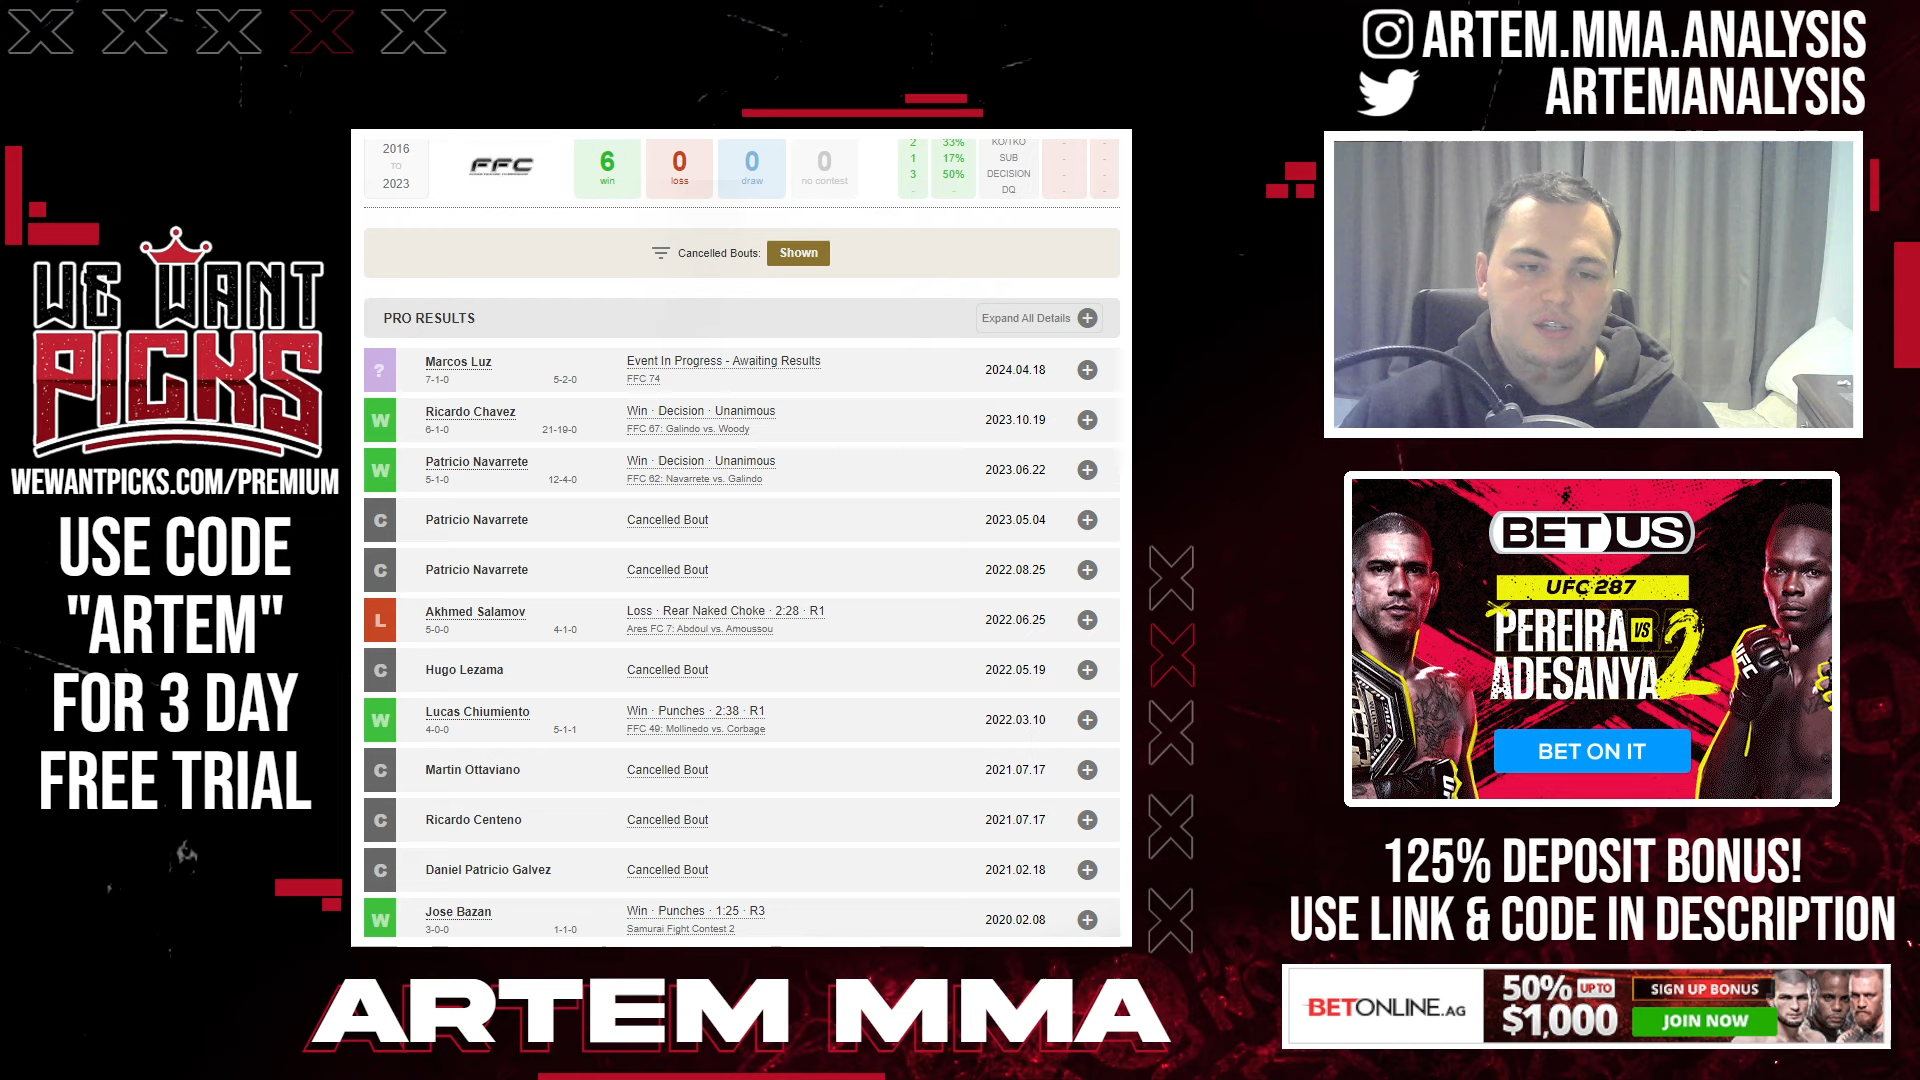 ARTEM.MMA.ANALYSIS
ARTEMANALYSIS
WE WANT
PICKS
WEWANTPICKS.COM/PREMIUM
USE CODE
"ARTEM"
FOR 3 DAY
FREE TRIAL
2016
TO
2023
FFC
6
win
0
loss
0
draw
0
no contest
2 33% KO/TKO - -
1 17% SUB - -
3 50% DECISION - -
- - DQ - -
Cancelled Bouts: Shown
PRO RESULTS
Expand All Details
? Marcos Luz Event In Progress - Awaiting Results 2024.04.18
7-1-0 5-2-0 FFC 74
W Ricardo Chavez Win · Decision · Unanimous 2023.10.19
6-1-0 21-19-0 FFC 67: Galindo vs. Woody
W Patricio Navarrete Win · Decision · Unanimous 2023.06.22
5-1-0 12-4-0 FFC 62: Navarrete vs. Galindo
C Patricio Navarrete Cancelled Bout 2023.05.04
C Patricio Navarrete Cancelled Bout 2022.08.25
L Akhmed Salamov Loss · Rear Naked Choke · 2:28 · R1 2022.06.25
5-0-0 4-1-0 Ares FC 7: Abdoul vs. Amoussou
C Hugo Lezama Cancelled Bout 2022.05.19
W Lucas Chiumiento Win · Punches · 2:38 · R1 2022.03.10
4-0-0 5-1-1 FFC 49: Mollinedo vs. Corbage
C Martin Ottaviano Cancelled Bout 2021.07.17
C Ricardo Centeno Cancelled Bout 2021.07.17
C Daniel Patricio Galvez Cancelled Bout 2021.02.18
W Jose Bazan Win · Punches · 1:25 · R3 2020.02.08
3-0-0 1-1-0 Samurai Fight Contest 2
BETUS
UFC 287
PEREIRA VS
ADESANYA 2
UFC
BET ON IT
125% DEPOSIT BONUS!
USE LINK & CODE IN DESCRIPTION
BETONLINE.AG
50% UP TO
$1,000
SIGN UP BONUS
JOIN NOW
ARTEM MMA